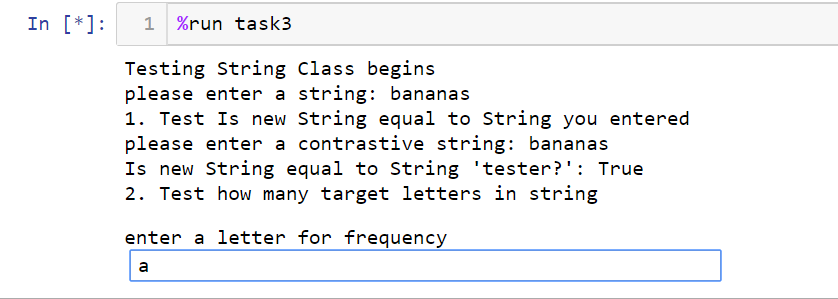 In [*]: 1 %run task3
Testing String Class begins
please enter a string: bananas
1. Test Is new String equal to String you entered
please enter a contrastive string: bananas
Is new String equal to String 'tester?': True
2. Test how many target letters in string
enter a letter for frequency
a